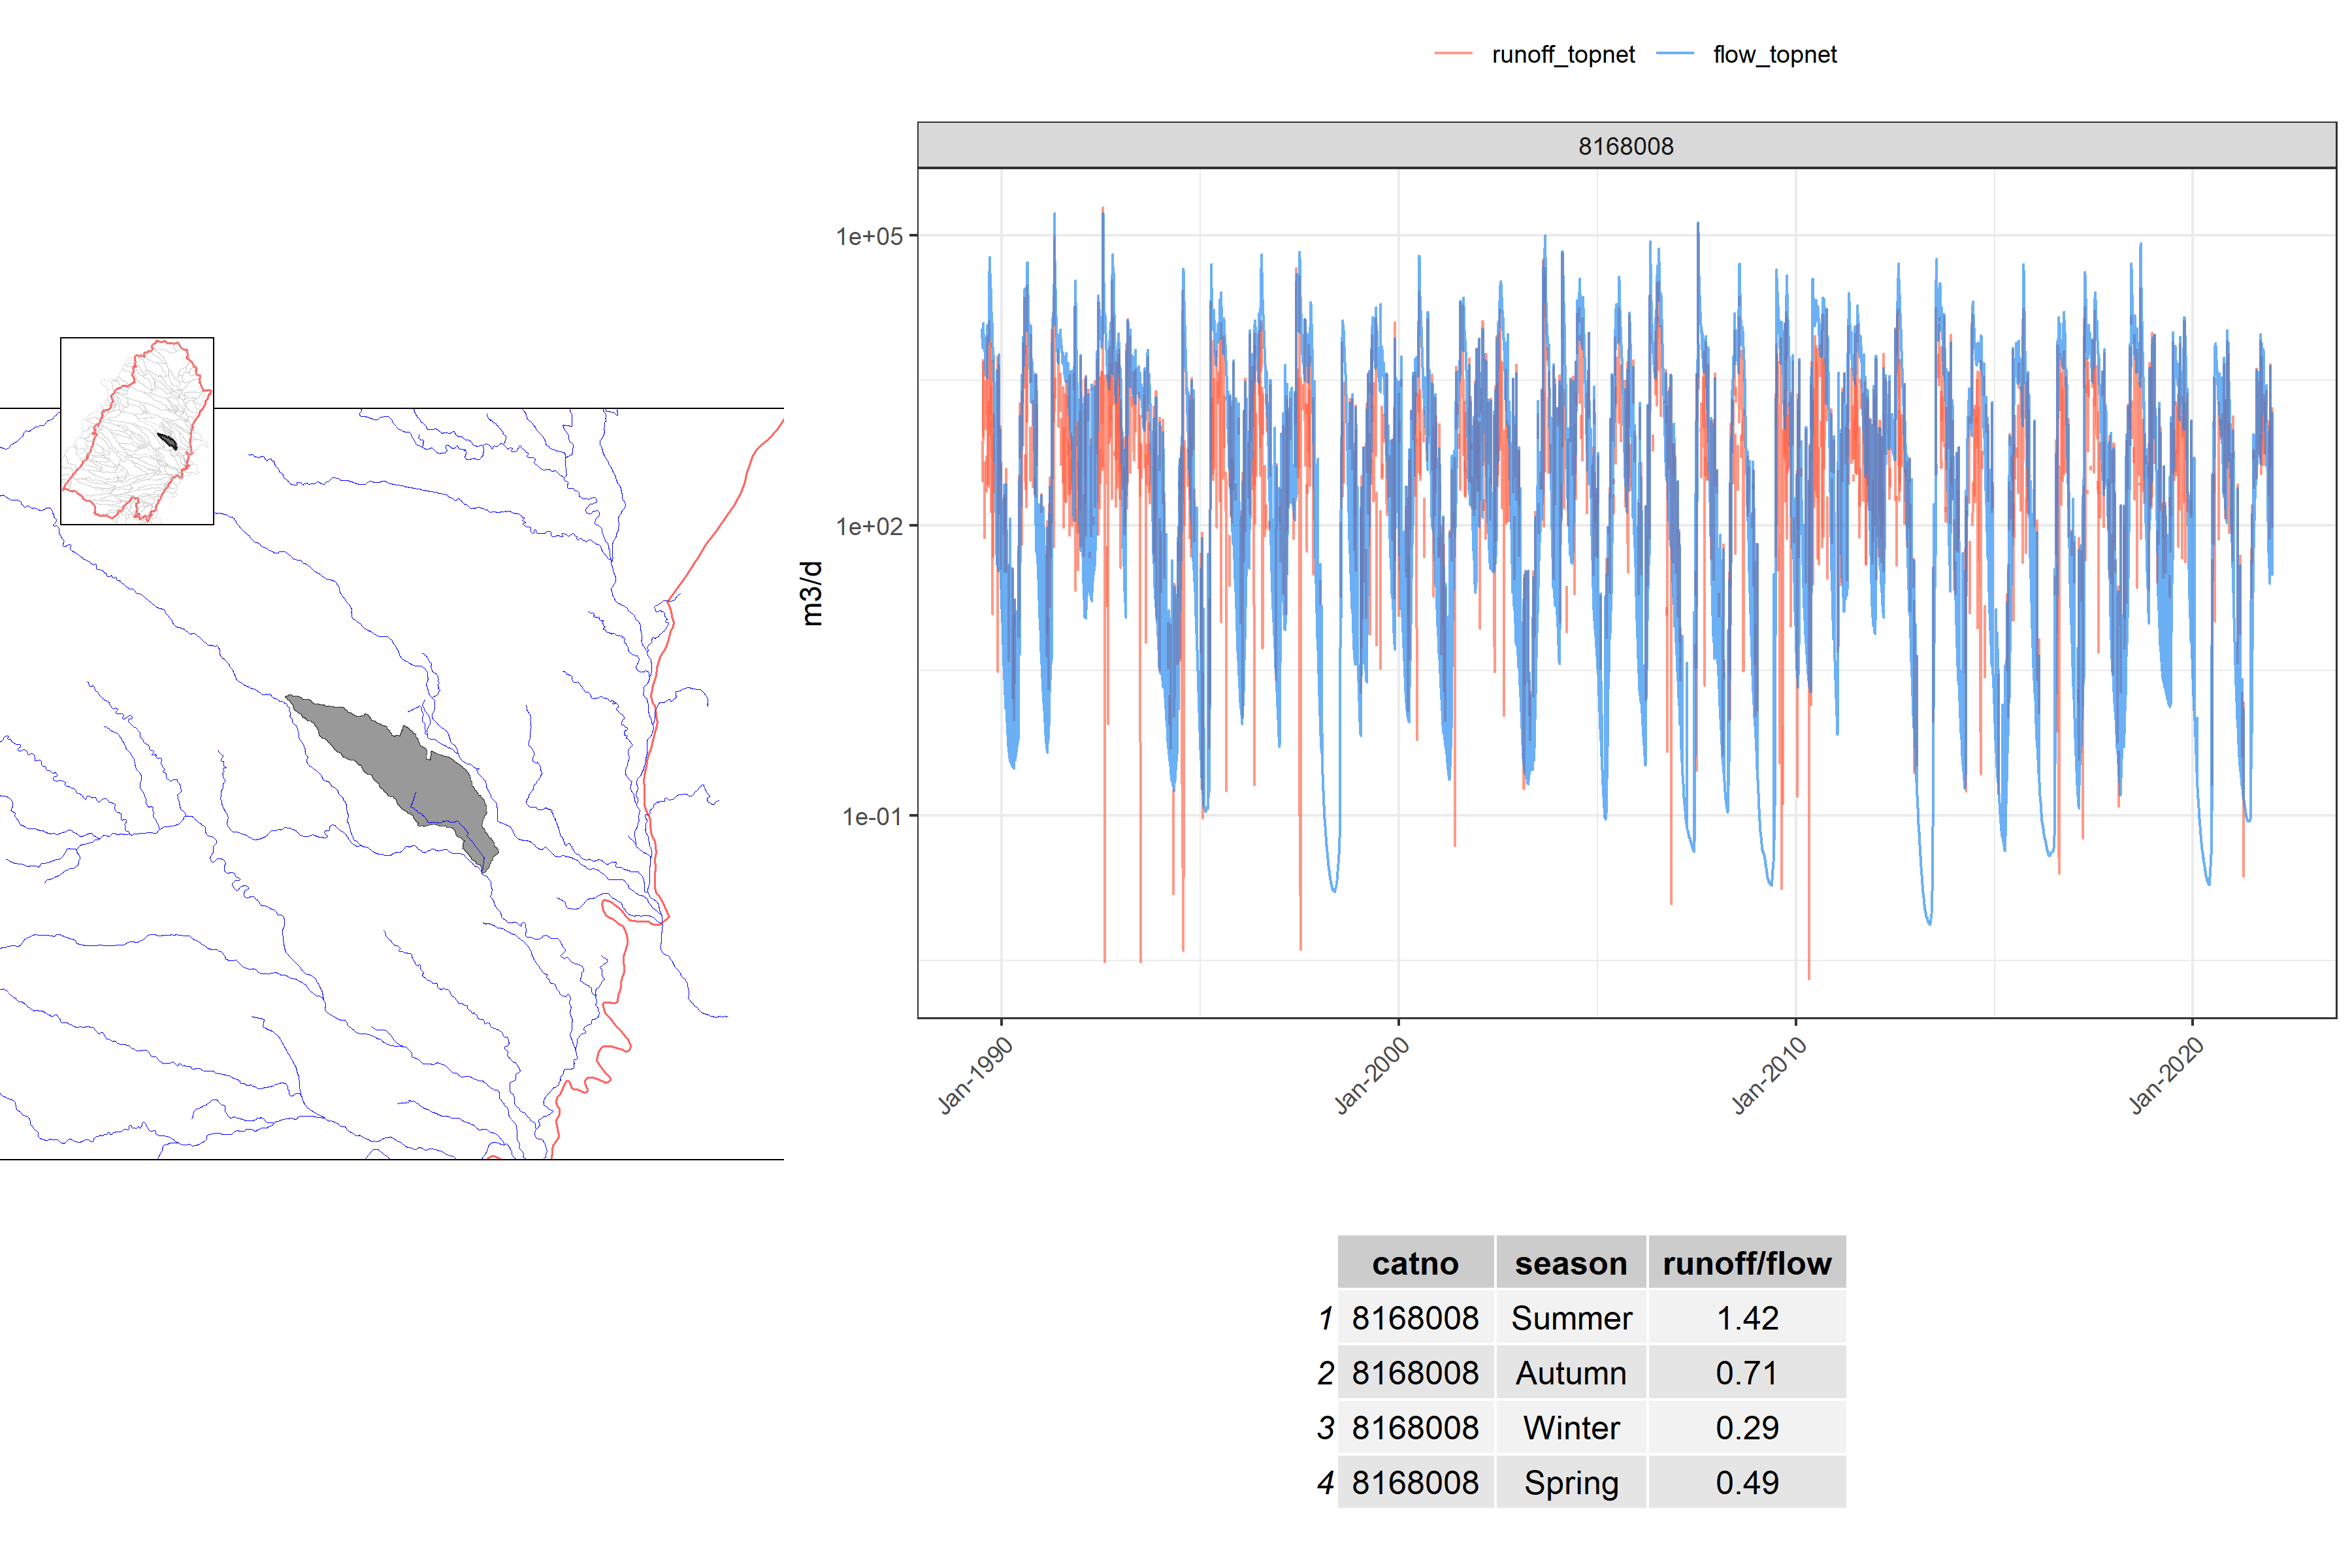 runoff_topnet flow_topnet
8168008
1e+05
1e+02
1e-01
m3/d
Jan-1990 Jan-2000 Jan-2010 Jan-2020
catno season runoff/flow
1 8168008 Summer 1.42
2 8168008 Autumn 0.71
3 8168008 Winter 0.29
4 8168008 Spring 0.49